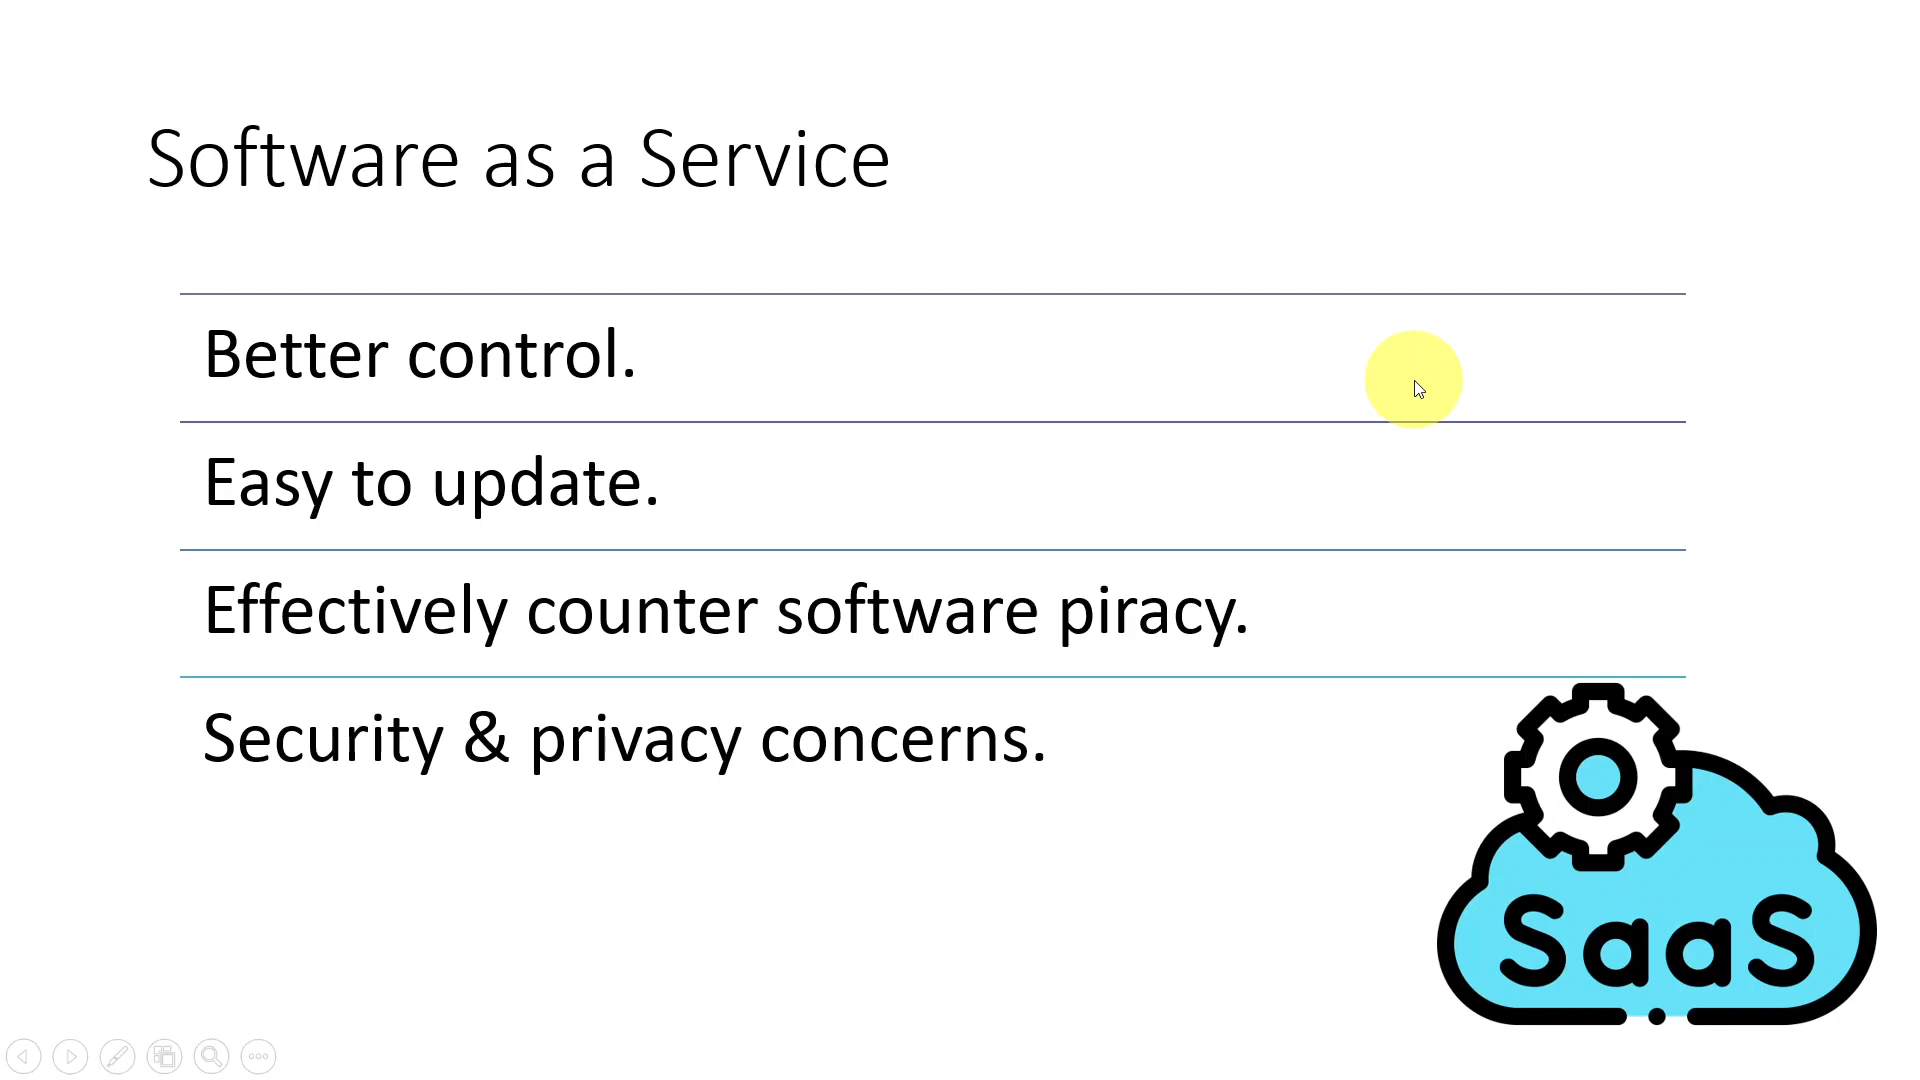 Software as a Service
Better control.
Easy to update.
Effectively counter software piracy.
Security & privacy concerns.
SaaS